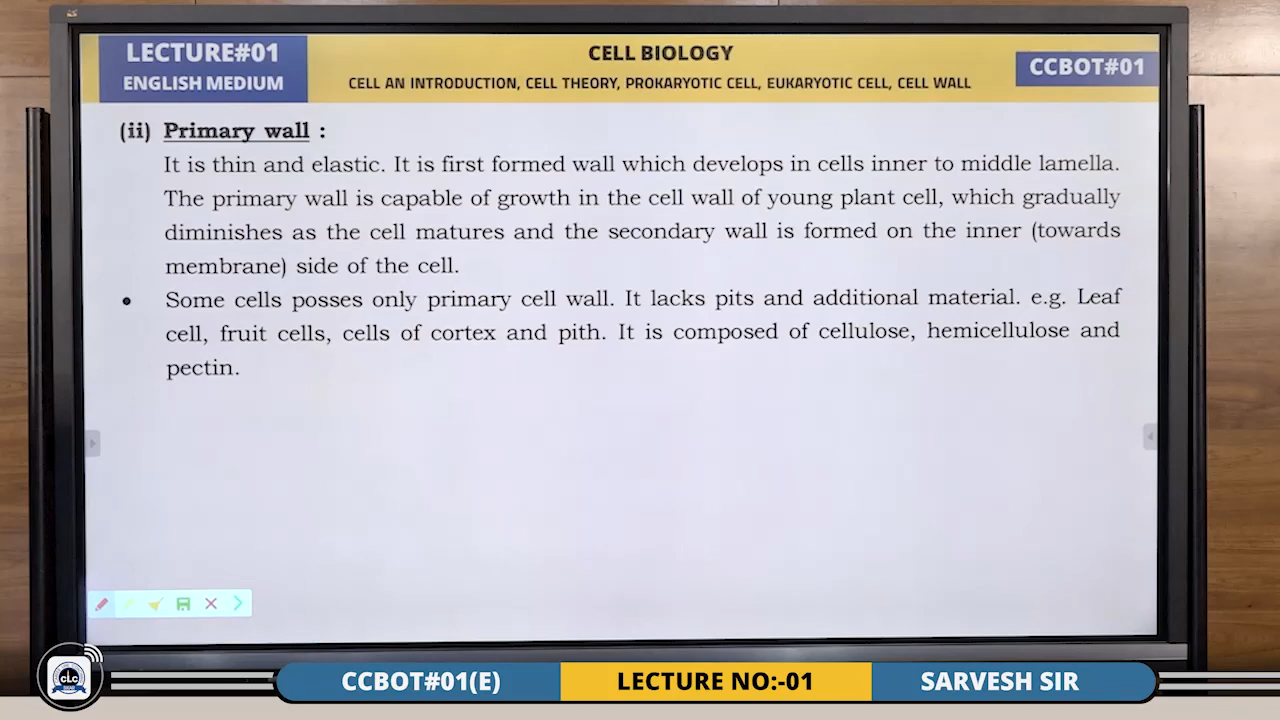 LECTURE#01
ENGLISH MEDIUM
CELL BIOLOGY
CELL AN INTRODUCTION, CELL THEORY, PROKARYOTIC CELL, EUKARYOTIC CELL, CELL WALL
CCBOT#01
(ii) Primary wall :
It is thin and elastic. It is first formed wall which develops in cells inner to middle lamella.
The primary wall is capable of growth in the cell wall of young plant cell, which gradually
diminishes as the cell matures and the secondary wall is formed on the inner (towards
membrane) side of the cell.
• Some cells posses only primary cell wall. It lacks pits and additional material. e.g. Leaf
cell, fruit cells, cells of cortex and pith. It is composed of cellulose, hemicellulose and
pectin.
CLC
CCBOT#01(E)
LECTURE NO:-01
SARVESH SIR